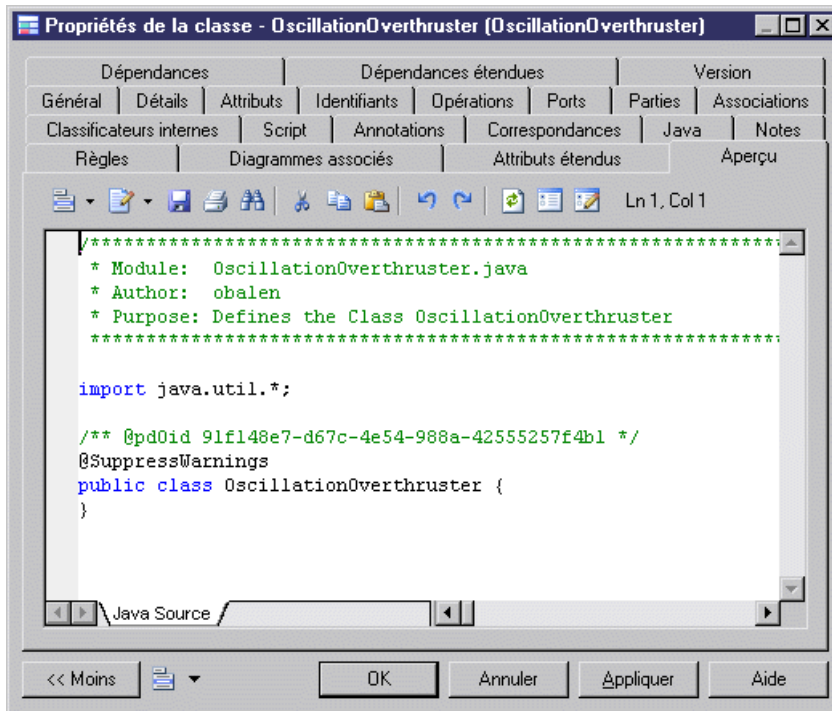 Propriétés de la classe - OscillationOverthruster (OscillationOverthruster)
Dépendances Dépendances étendues Version
Général Détails Attributs Identifiants Opérations Ports Parties Associations
Classificateurs internes Script Annotations Correspondances Java Notes
Règles Diagrammes associés Attributs étendus Aperçu
Ln 1, Col 1
/**************************************************************
* Module: OscillationOverthruster.java
* Author: obalen
* Purpose: Defines the Class OscillationOverthruster
**************************************************************
import java.util.*;
/** @pdOid 91f148e7-d67c-4e54-988a-42555257f4b1 */
@SuppressWarnings
public class OscillationOverthruster {
}
Java Source
<< Moins OK Annuler Appliquer Aide